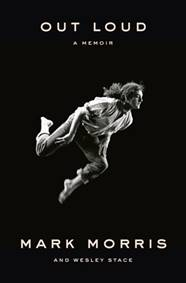 OUT LOUD
A MEMOIR
MARK MORRIS
AND WESLEY STACE